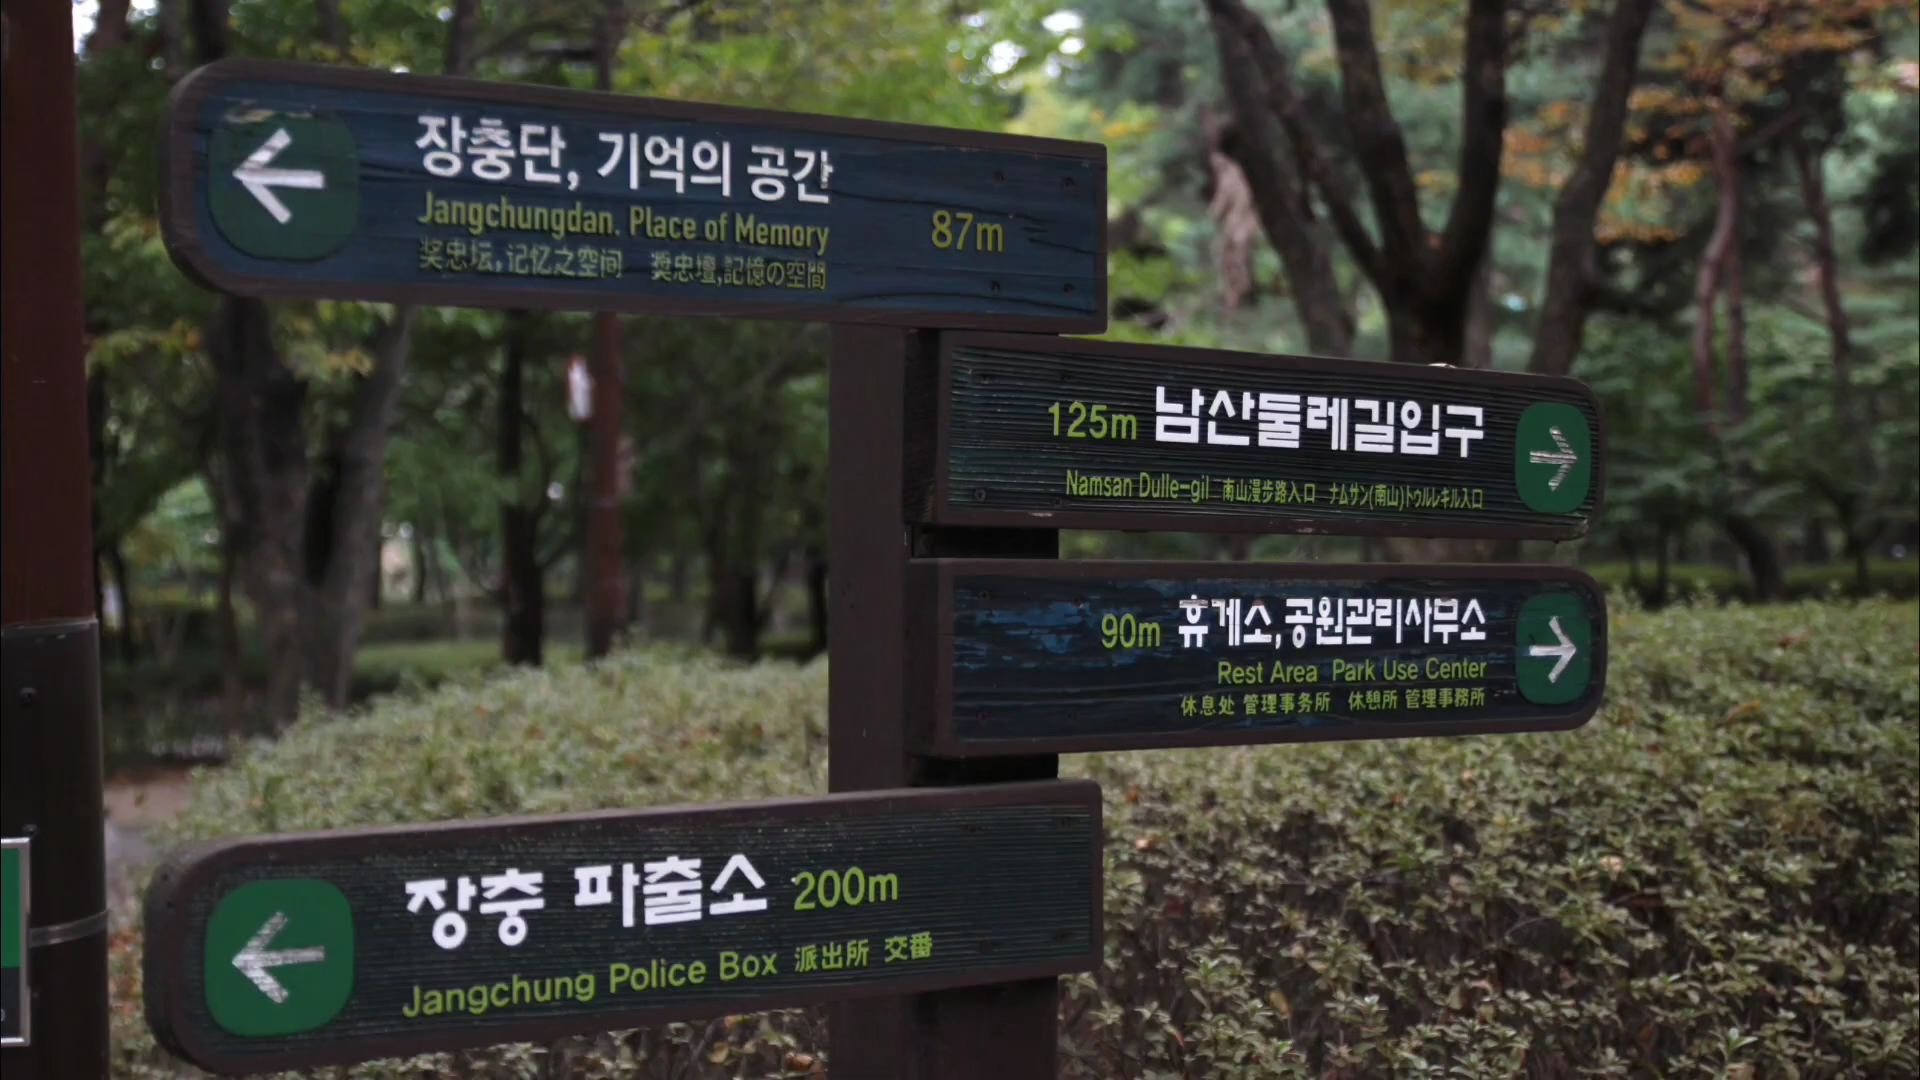 장충단, 기억의 공간
Jangchungdan. Place of Memory
奖忠坛,记忆之空间 奬忠壇,記憶の空間
87m
125m 남산둘레길입구
Namsan Dulle-gil 南山漫步路入口 ナムサン(南山)トゥルレキル入口
90m 휴게소,공원관리사무소
Rest Area Park Use Center
休息处 管理事务所 休憩所 管理事務所
장충 파출소 200m
Jangchung Police Box 派出所 交番